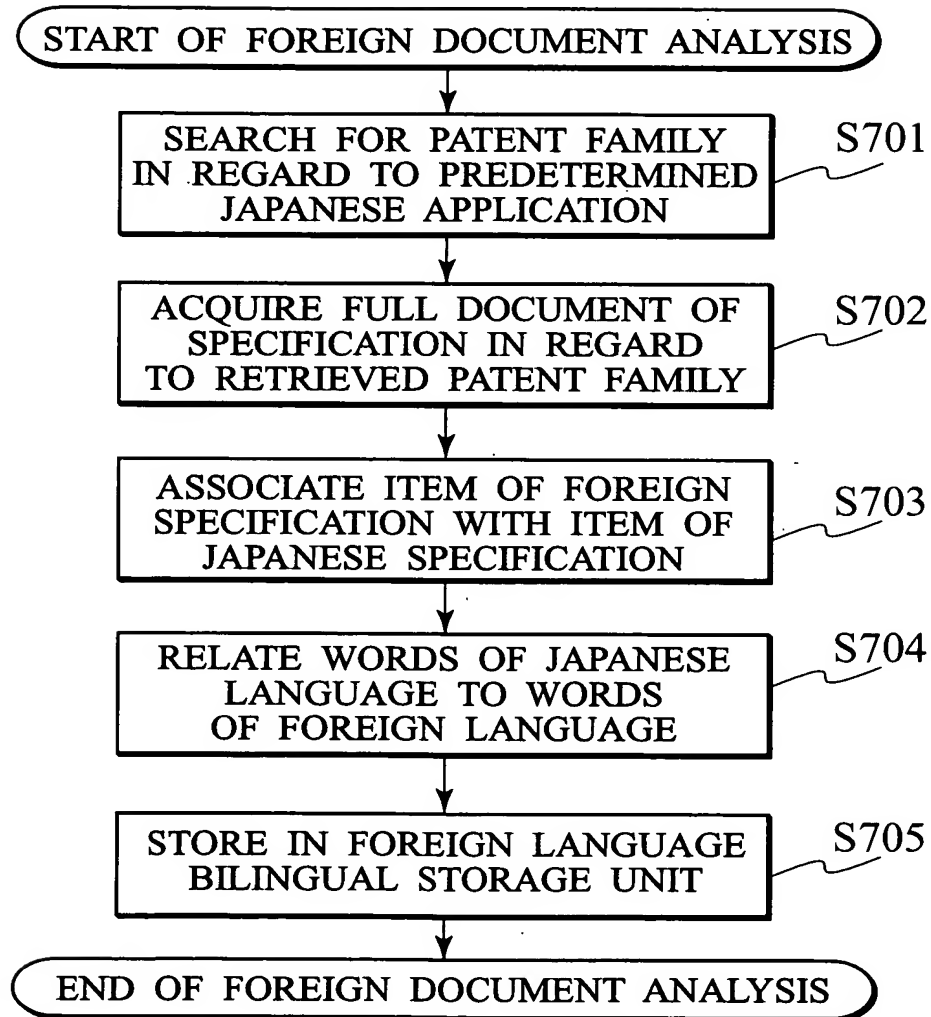 START OF FOREIGN DOCUMENT ANALYSIS
SEARCH FOR PATENT FAMILY
IN REGARD TO PREDETERMINED
JAPANESE APPLICATION
S701
ACQUIRE FULL DOCUMENT OF
SPECIFICATION IN REGARD
TO RETRIEVED PATENT FAMILY
S702
ASSOCIATE ITEM OF FOREIGN
SPECIFICATION WITH ITEM OF
JAPANESE SPECIFICATION
S703
RELATE WORDS OF JAPANESE
LANGUAGE TO WORDS
OF FOREIGN LANGUAGE
S704
STORE IN FOREIGN LANGUAGE
BILINGUAL STORAGE UNIT
S705
END OF FOREIGN DOCUMENT ANALYSIS